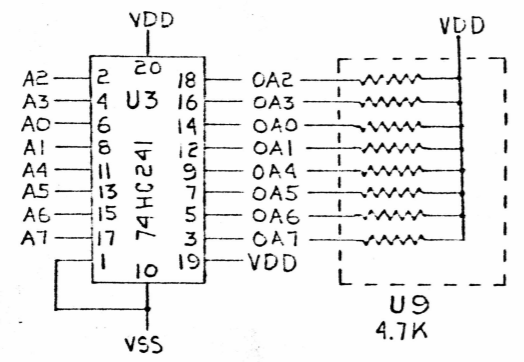 VDD
VDD
20
U3
74HC241
A2 2 18 OA2
A3 4 16 OA3
A0 6 14 OA0
A1 8 12 OA1
A4 11 9 OA4
A5 13 7 OA5
A6 15 5 OA6
A7 17 3 OA7
1 10 19 VDD
U9
4.7K
VSS